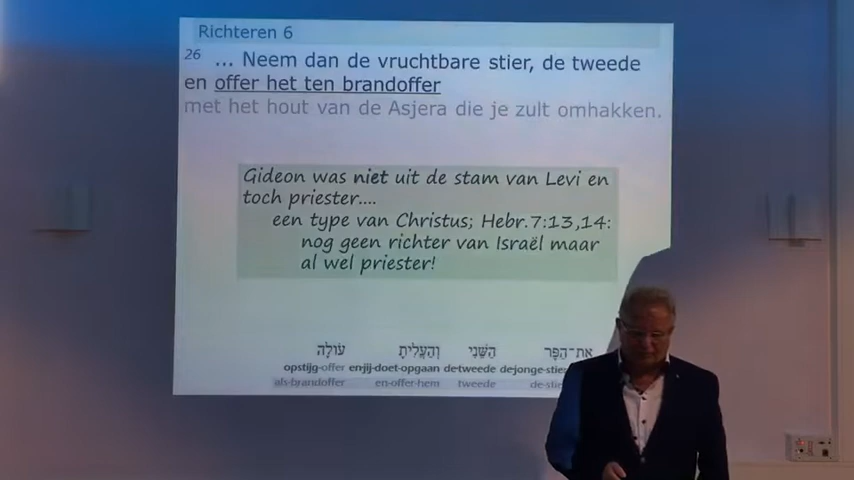 Richteren 6
26 ... Neem dan de vruchtbare stier, de tweede
en offer het ten brandoffer
met het hout van de Asjera die je zult omhakken.
Gideon was niet uit de stam van Levi en
toch priester....
een type van Christus; Hebr.7:13,14:
nog geen richter van Israël maar
al wel priester!
אֶת־הַפָּר הַשֵּׁנִי וְהַעֲלִיתָ עוֹלָה
opstijg-offer en-jij-doet-opgaan de-tweede de-jonge-stier
als-brandoffer en-offer-hem tweede de-stie